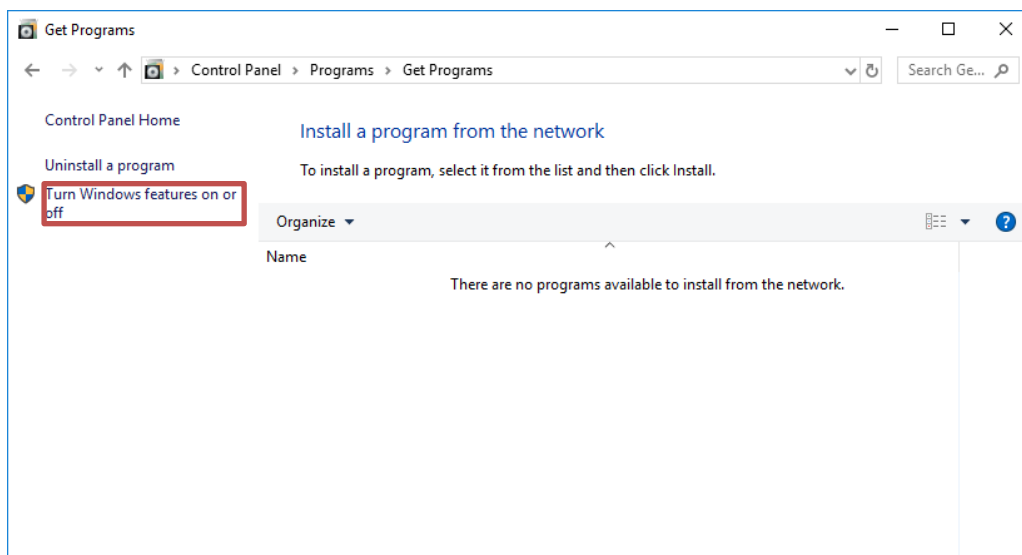 Get Programs
Control Panel > Programs > Get Programs
Search Ge...
Control Panel Home
Uninstall a program
Turn Windows features on or
off
Install a program from the network
To install a program, select it from the list and then click Install.
Organize
Name
There are no programs available to install from the network.